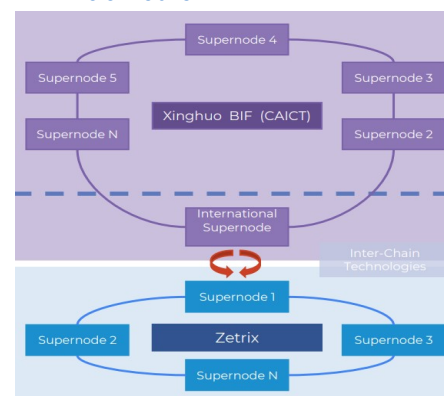 Supernode 4
Supernode 5
Supernode 3
Xinghuo BIF (CAICT)
Supernode N
Supernode 2
International
Supernode
Inter-Chain
Technologies
Supernode 1
Supernode 2
Zetrix
Supernode 3
Supernode N